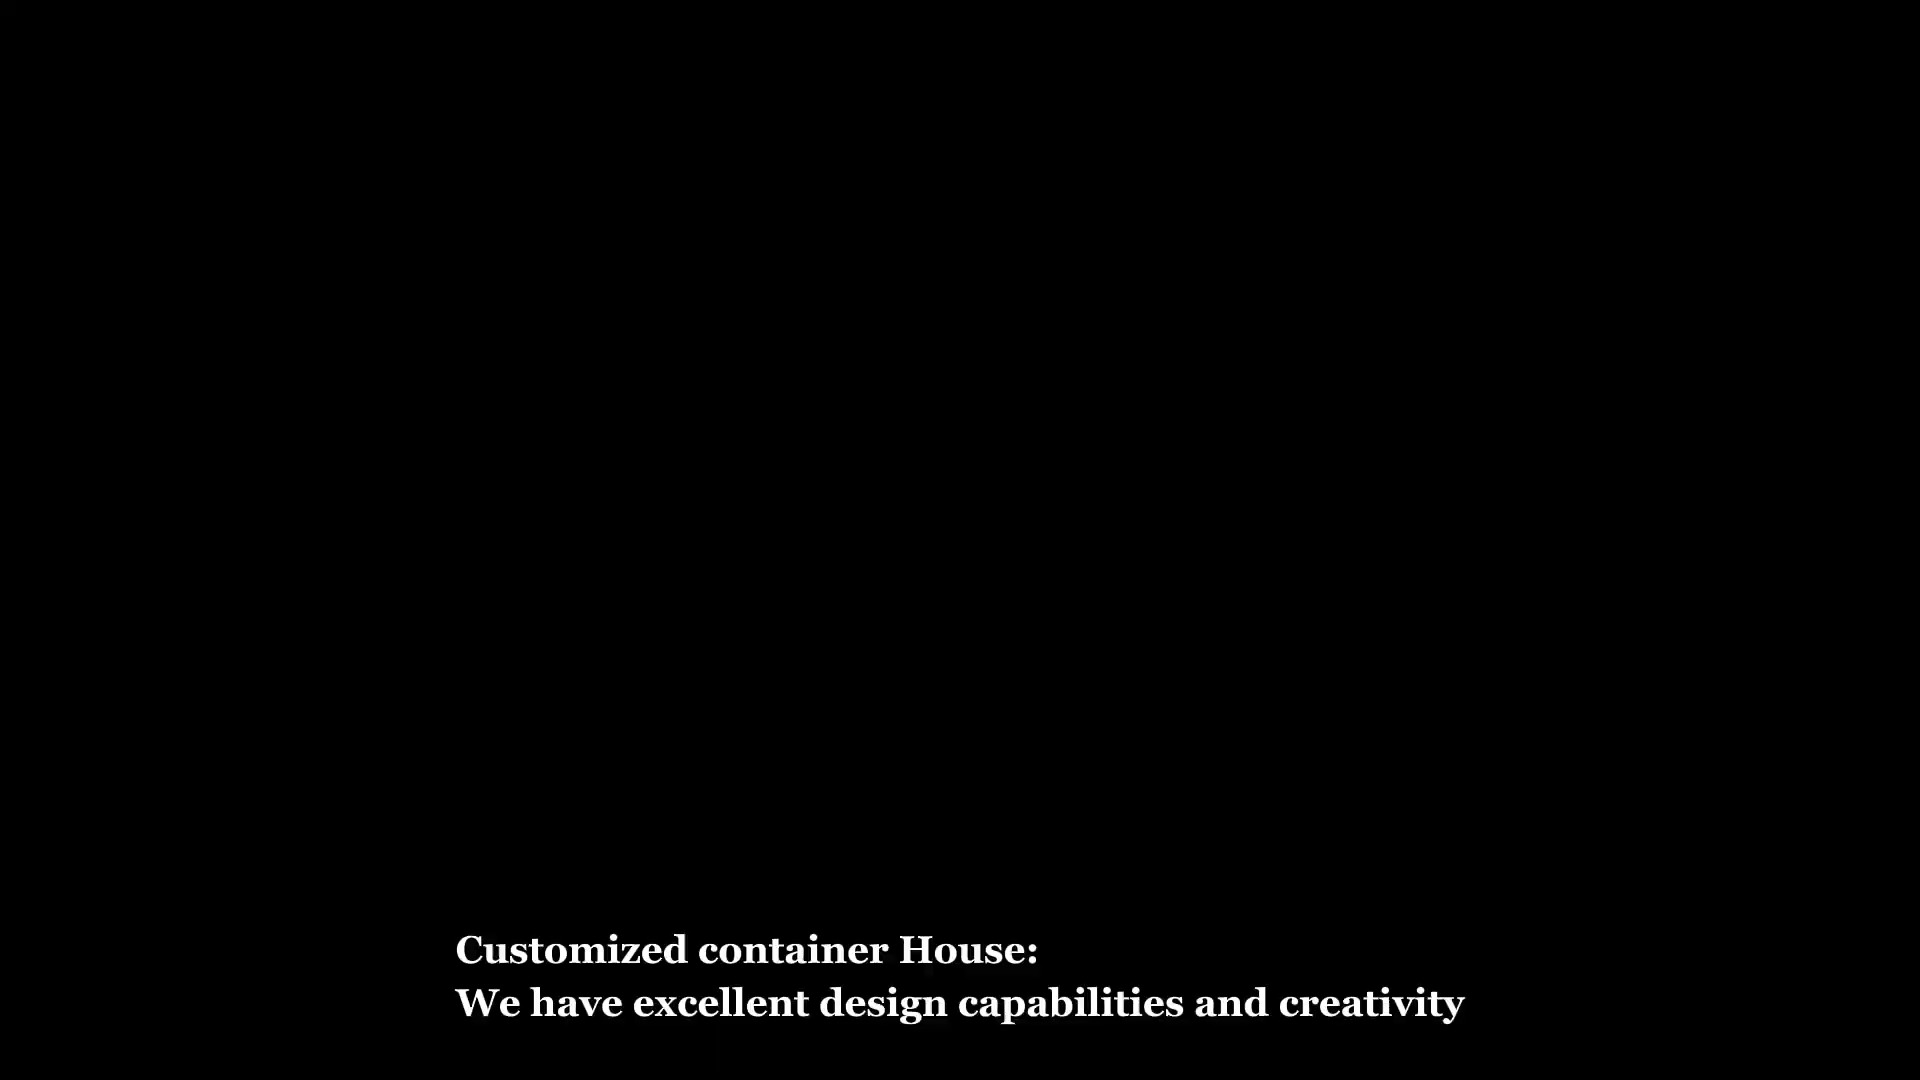 Customized container House:
We have excellent design capabilities and creativity